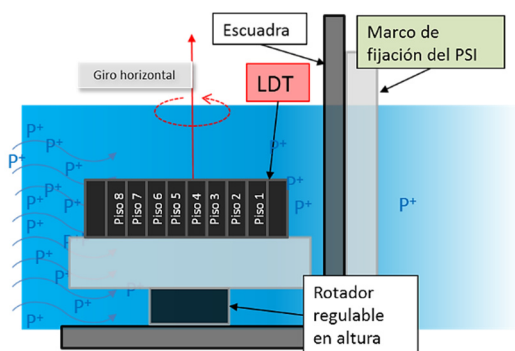 Escuadra
Marco de
fijación del PSI
Giro horizontal
LDT
P+
P+
P+
P+
P+
P+
P+
P+
P+
P+
P+
P+
P+
P+
Piso 8
Piso 7
Piso 6
Piso 5
Piso 4
Piso 3
Piso 2
Piso 1
Rotador
regulable
en altura